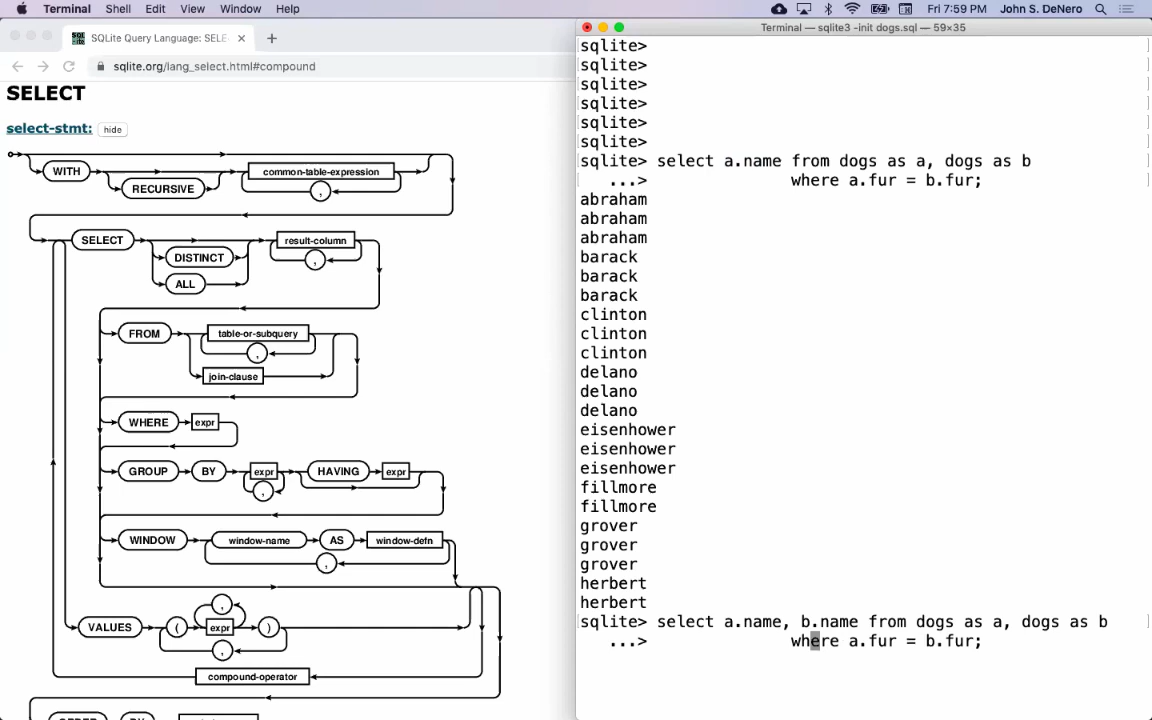 Terminal Shell Edit View Window Help
Fri 7:59 PM John S. DeNero
SQLite Query Language: SELE
sqlite.org/lang_select.html#compound
SELECT
select-stmt: hide
WITH
RECURSIVE
common-table-expression
,
SELECT
DISTINCT
ALL
result-column
,
FROM
table-or-subquery
,
join-clause
WHERE
expr
GROUP
BY
expr
,
HAVING
expr
WINDOW
window-name
AS
window-defn
,
VALUES
(
,
expr
)
,
compound-operator
ORDER
BY
Terminal — sqlite3 -init dogs.sql — 59×35
sqlite>
sqlite>
sqlite>
sqlite>
sqlite>
sqlite>
sqlite> select a.name from dogs as a, dogs as b
...> where a.fur = b.fur;
abraham
abraham
abraham
barack
barack
barack
clinton
clinton
clinton
delano
delano
delano
eisenhower
eisenhower
eisenhower
fillmore
fillmore
grover
grover
grover
herbert
herbert
sqlite> select a.name, b.name from dogs as a, dogs as b
...> where a.fur = b.fur;